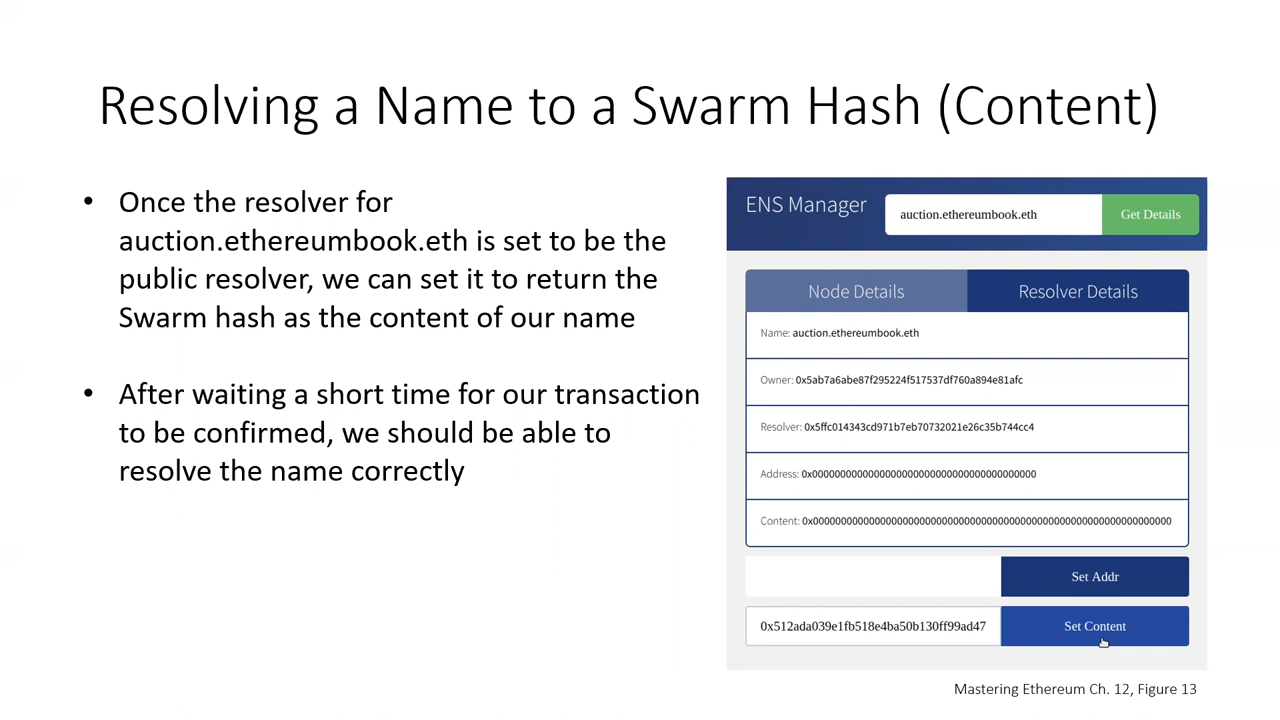 Resolving a Name to a Swarm Hash (Content)
• Once the resolver for
auction.ethereumbook.eth is set to be the
public resolver, we can set it to return the
Swarm hash as the content of our name
• After waiting a short time for our transaction
to be confirmed, we should be able to
resolve the name correctly
ENS Manager
auction.ethereumbook.eth
Get Details
Node Details
Resolver Details
Name: auction.ethereumbook.eth
Owner: 0x5ab7a6abe87f295224f517537df760a894e81afc
Resolver: 0x5ffc014343cd971b7eb70732021e26c35b744cc4
Address: 0x0000000000000000000000000000000000000000
Content: 0x0000000000000000000000000000000000000000000000000000000000000000
Set Addr
0x512ada039e1fb518e4ba50b130ff99ad47
Set Content
Mastering Ethereum Ch. 12, Figure 13